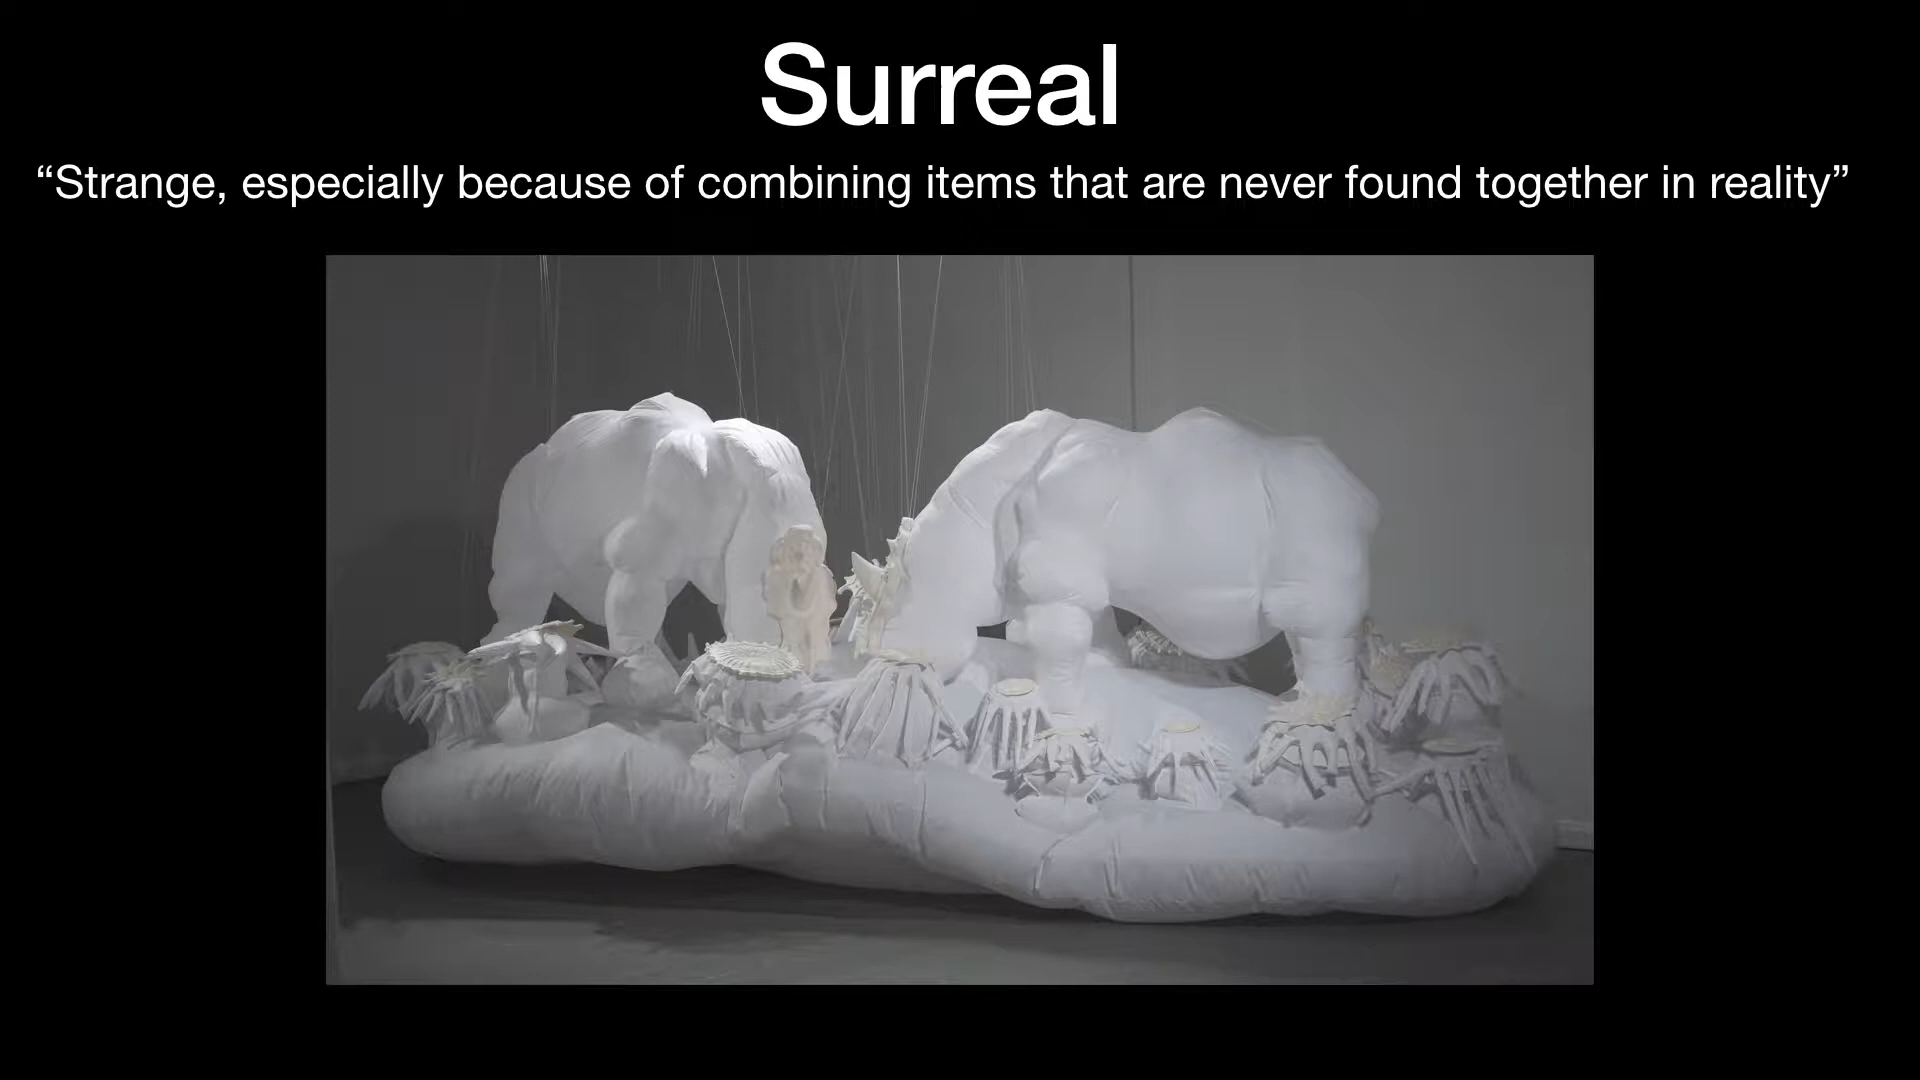 Surreal
“Strange, especially because of combining items that are never found together in reality”